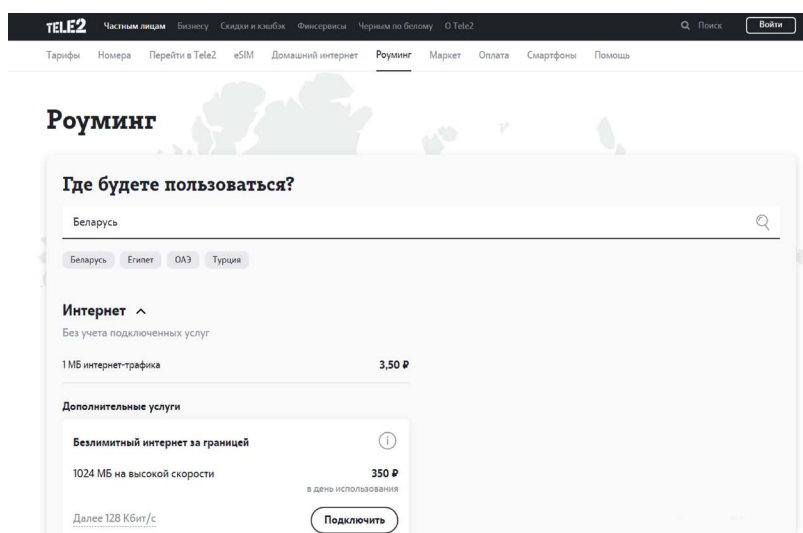 TELE2 Частным лицам Бизнесу Скидки и кэшбэк Финсервисы Черным по белому О Tele2 Поиск Войти
Тарифы Номера Перейти в Tele2 eSIM Домашний интернет Роуминг Маркет Оплата Смартфоны Помощь
Роуминг
Где будете пользоваться?
Беларусь
Беларусь Египет ОАЭ Турция
Интернет
Без учета подключенных услуг
1 МБ интернет-трафика 3,50 ₽
Дополнительные услуги
Безлимитный интернет за границей
1024 МБ на высокой скорости 350 ₽
в день использования
Далее 128 Кбит/с Подключить